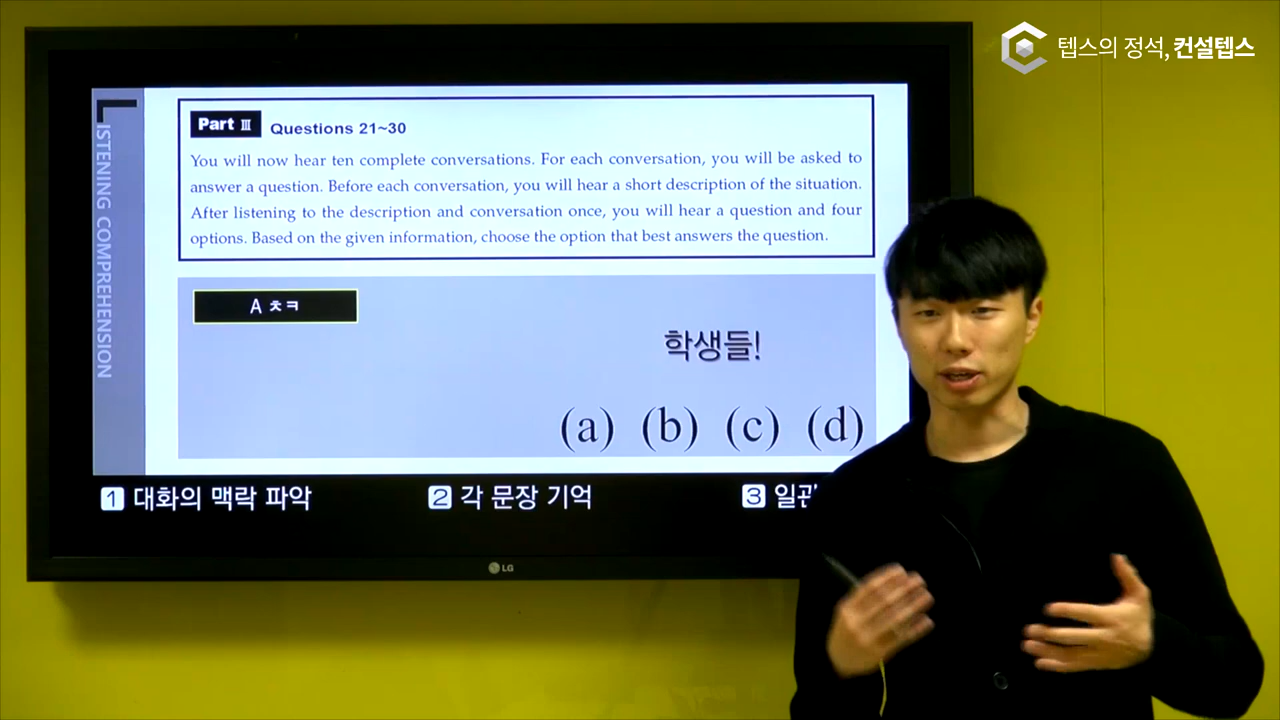 텝스의 정석, 컨설텝스
LISTENING COMPREHENSION
Part Ⅲ Questions 21~30
You will now hear ten complete conversations. For each conversation, you will be asked to
answer a question. Before each conversation, you will hear a short description of the situation.
After listening to the description and conversation once, you will hear a question and four
options. Based on the given information, choose the option that best answers the question.
A ㅊㅋ
학생들!
(a) (b) (c) (d)
1 대화의 맥락 파악
2 각 문장 기억
3
LG